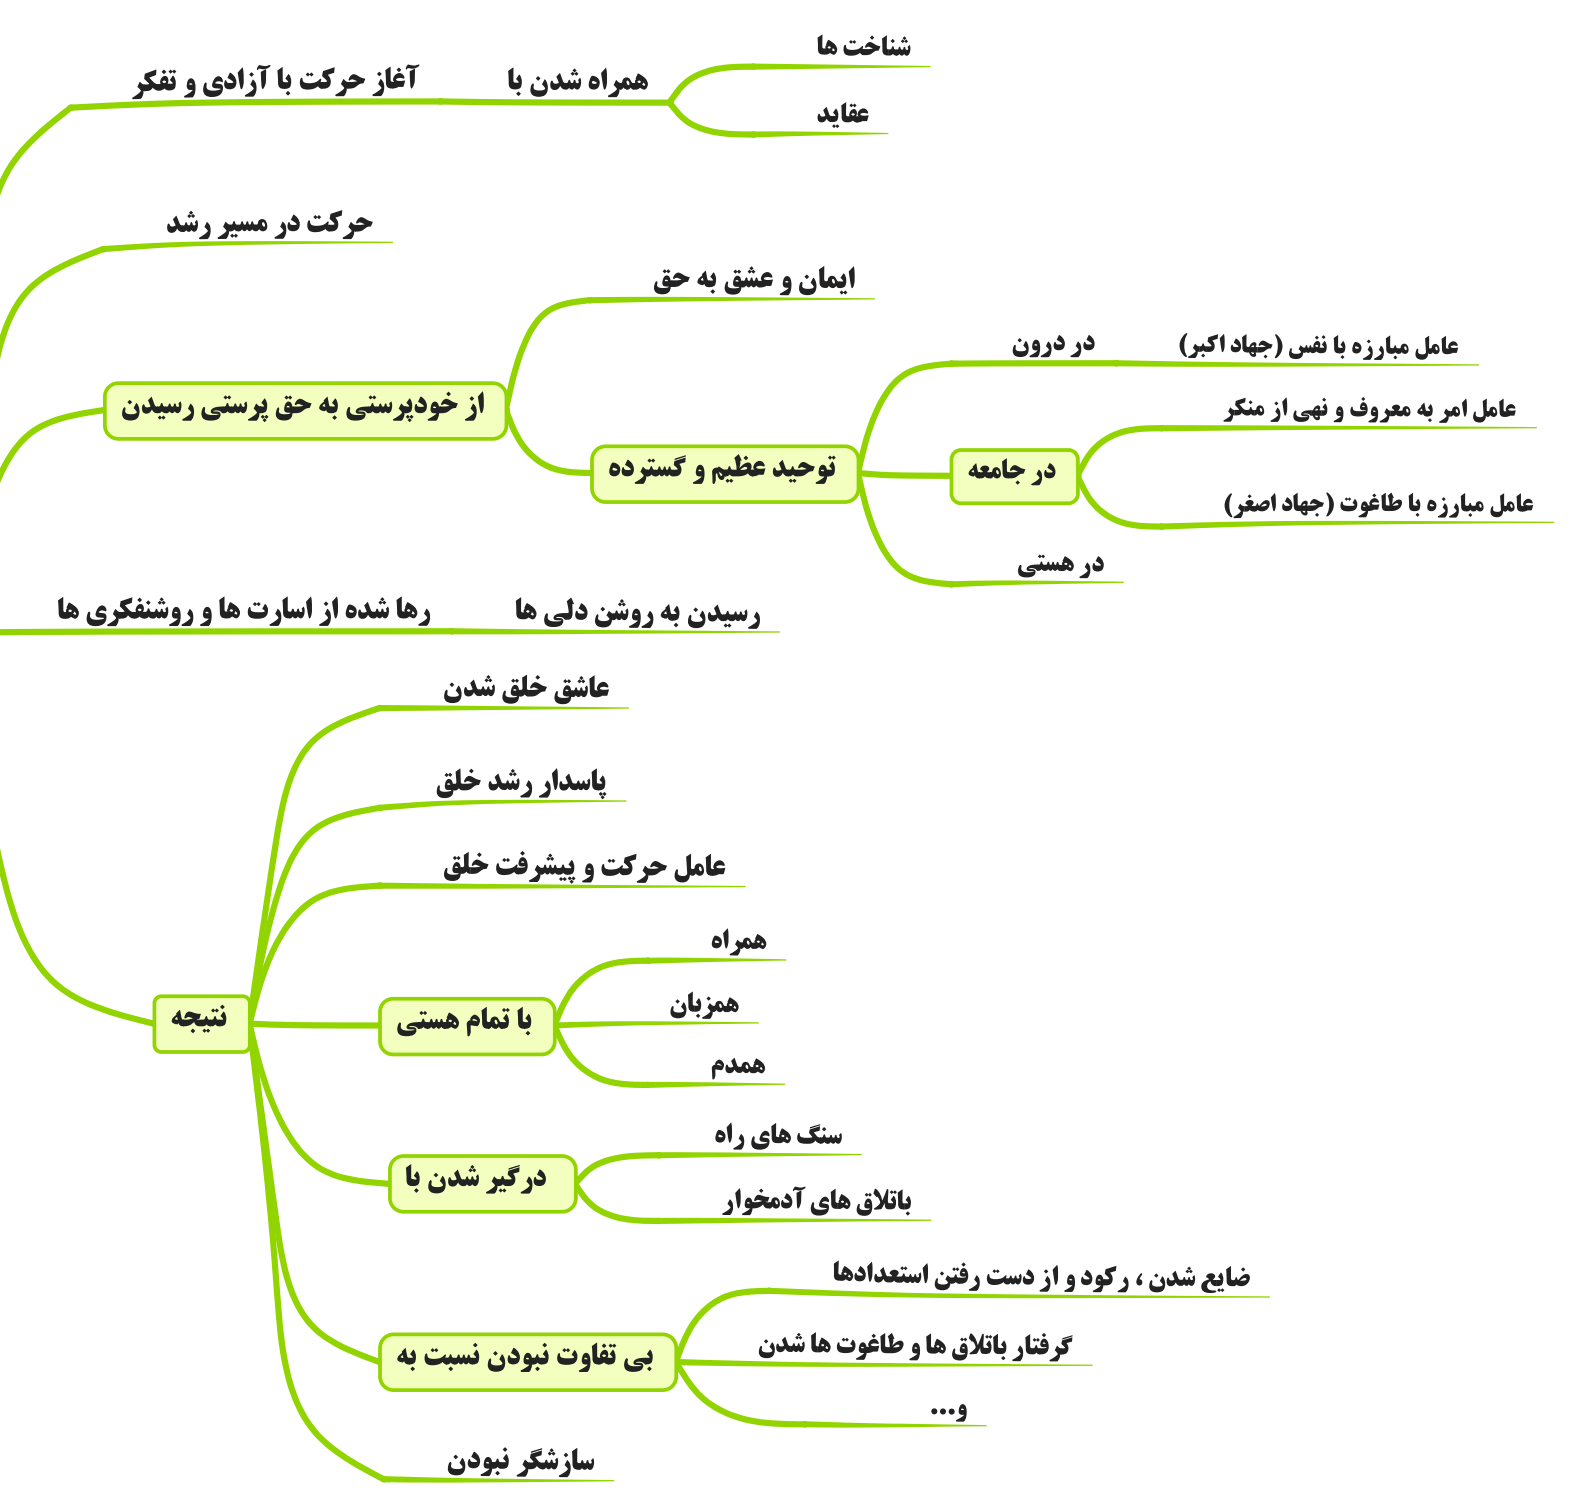 شناخت ها
آغاز حرکت با آزادی و تفکر
همراه شدن با
عقاید
حرکت در مسیر رشد
ایمان و عشق به حق
از خودپرستی به حق پرستی رسیدن
توحید عظیم و گسترده
در درون
عامل مبارزه با نفس (جهاد اکبر)
در جامعه
عامل امر به معروف و نهی از منکر
عامل مبارزه با طاغوت (جهاد اصغر)
در هستی
رها شده از اسارت ها و روشنفکری ها
رسیدن به روشن دلی ها
عاشق خلق شدن
پاسدار رشد خلق
عامل حرکت و پیشرفت خلق
نتیجه
با تمام هستی
همراه
همزبان
همدم
درگیر شدن با
سنگ های راه
باتلاق های آدمخوار
بی تفاوت نبودن نسبت به
ضایع شدن ، رکود و از دست رفتن استعدادها
گرفتار باتلاق ها و طاغوت ها شدن
و...
سازشگر نبودن